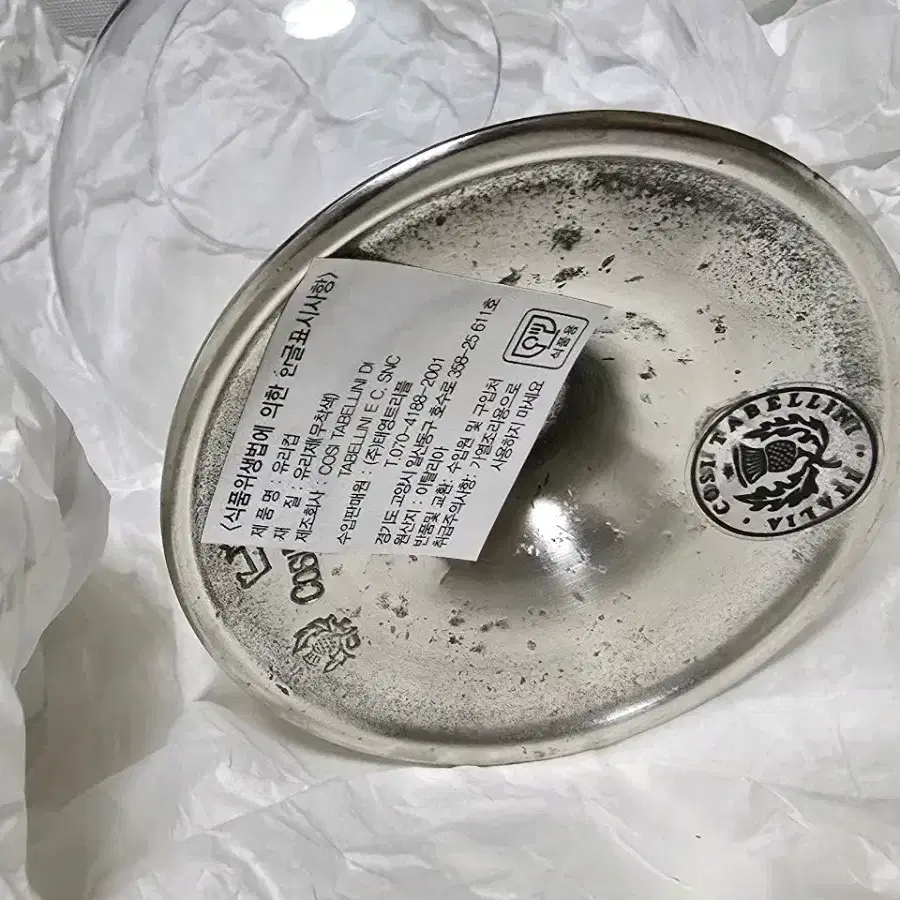 〈식품위생법에 의한 한글표시사항〉
제 품 명 : 유리컵
재 질 : 유리제(무착색)
제조회사 : COSI TABELLINI DI
TABELLINI E C. SNC
수입판매원 : (주)태영트리플
T.070-4188-2001
경기도 고양시 일산동구 호수로 358-25 611호
원산지 : 이탈리아
반품및 교환: 수입원 및 구입처
취급주의사항: 가열조리용으로
사용하지 마세요
식품용
COSI TABELLINI · ITALIA ·
COSI